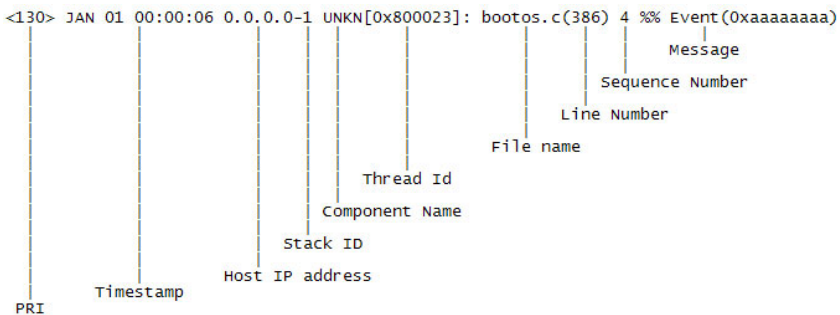 <130> JAN 01 00:00:06 0.0.0.0-1 UNKN[0x800023]: bootos.c(386) 4 %% Event(0xaaaaaaaa)
Message
Sequence Number
Line Number
File name
Thread Id
Component Name
Stack ID
Host IP address
Timestamp
PRI